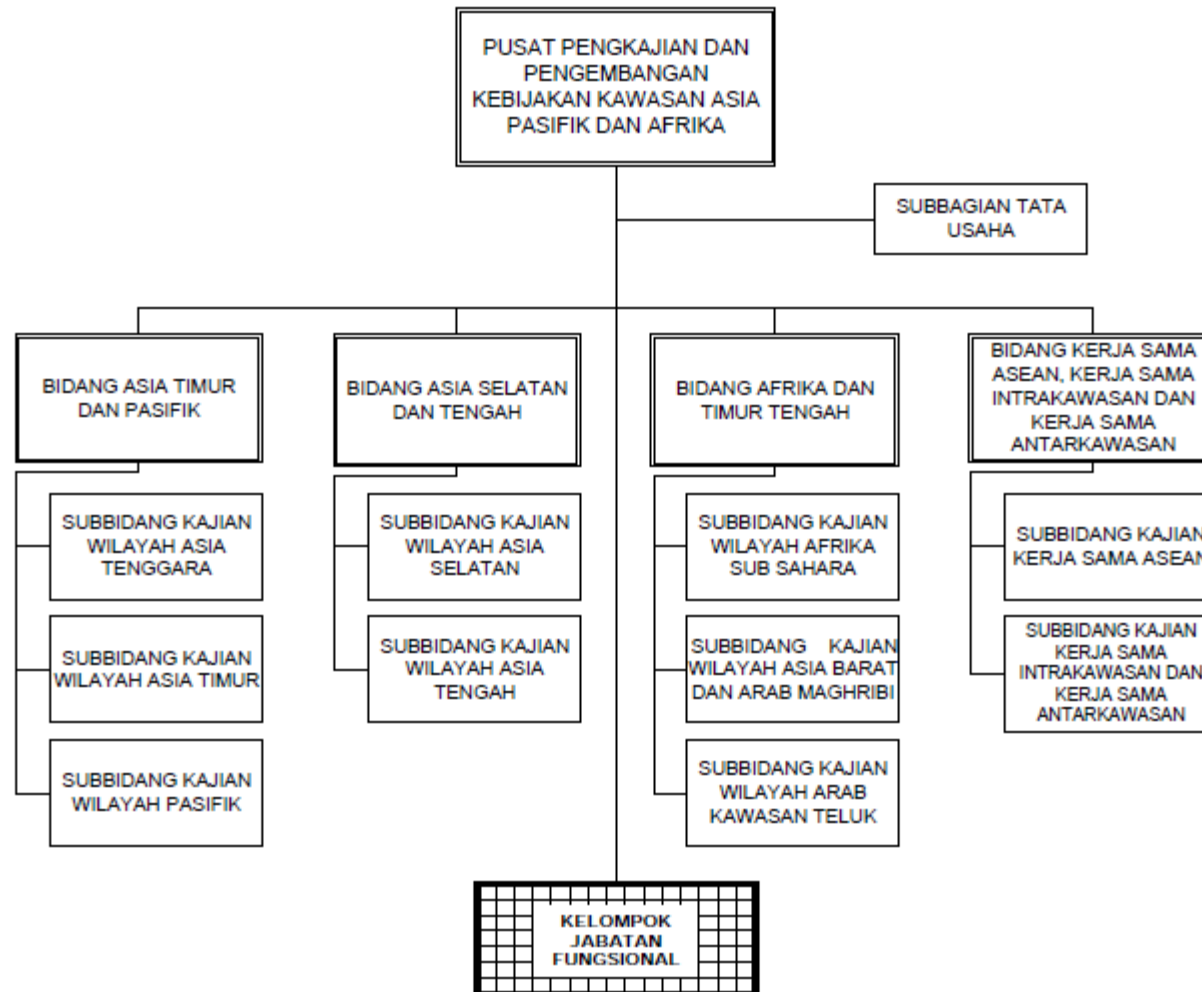 PUSAT PENGKAJIAN DAN
PENGEMBANGAN
KEBIJAKAN KAWASAN ASIA
PASIFIK DAN AFRIKA
SUBBAGIAN TATA
USAHA
BIDANG ASIA TIMUR
DAN PASIFIK
BIDANG ASIA SELATAN
DAN TENGAH
BIDANG AFRIKA DAN
TIMUR TENGAH
BIDANG KERJA SAMA
ASEAN, KERJA SAMA
INTRAKAWASAN DAN
KERJA SAMA
ANTARKAWASAN
SUBBIDANG KAJIAN
WILAYAH ASIA
TENGGARA
SUBBIDANG KAJIAN
WILAYAH ASIA
SELATAN
SUBBIDANG KAJIAN
WILAYAH AFRIKA
SUB SAHARA
SUBBIDANG KAJIAN
KERJA SAMA ASEAN
SUBBIDANG KAJIAN
WILAYAH ASIA TIMUR
SUBBIDANG KAJIAN
WILAYAH ASIA
TENGAH
SUBBIDANG KAJIAN
WILAYAH ASIA BARAT
DAN ARAB MAGHRIBI
SUBBIDANG KAJIAN
KERJA SAMA
INTRAKAWASAN DAN
KERJA SAMA
ANTARKAWASAN
SUBBIDANG KAJIAN
WILAYAH PASIFIK
SUBBIDANG KAJIAN
WILAYAH ARAB
KAWASAN TELUK
KELOMPOK
JABATAN
FUNGSIONAL